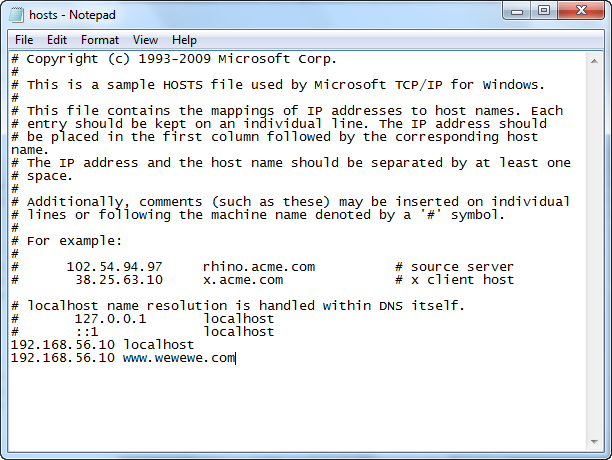 hosts - Notepad
File Edit Format View Help
# Copyright (c) 1993-2009 Microsoft Corp.
#
# This is a sample HOSTS file used by Microsoft TCP/IP for Windows.
#
# This file contains the mappings of IP addresses to host names. Each
# entry should be kept on an individual line. The IP address should
# be placed in the first column followed by the corresponding host
name.
# The IP address and the host name should be separated by at least one
# space.
#
# Additionally, comments (such as these) may be inserted on individual
# lines or following the machine name denoted by a '#' symbol.
#
# For example:
#
#      102.54.94.97     rhino.acme.com          # source server
#       38.25.63.10     x.acme.com              # x client host

# localhost name resolution is handled within DNS itself.
#       127.0.0.1       localhost
#       ::1             localhost
192.168.56.10 localhost
192.168.56.10 www.wewewe.com